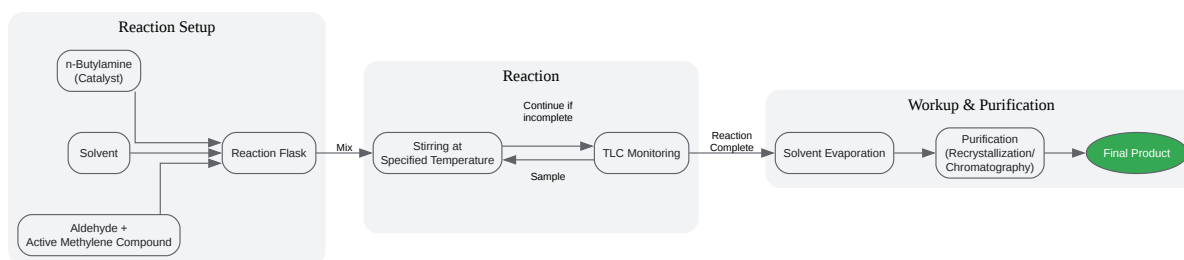 Reaction Setup
n-Butylamine
(Catalyst)
Solvent
Reaction Flask
Aldehyde +
Active Methylene Compound
Mix
Reaction
Continue if
incomplete
Stirring at
Specified Temperature
TLC Monitoring
Sample
Reaction
Complete
Workup & Purification
Solvent Evaporation
Purification
(Recrystallization/
Chromatography)
Final Product